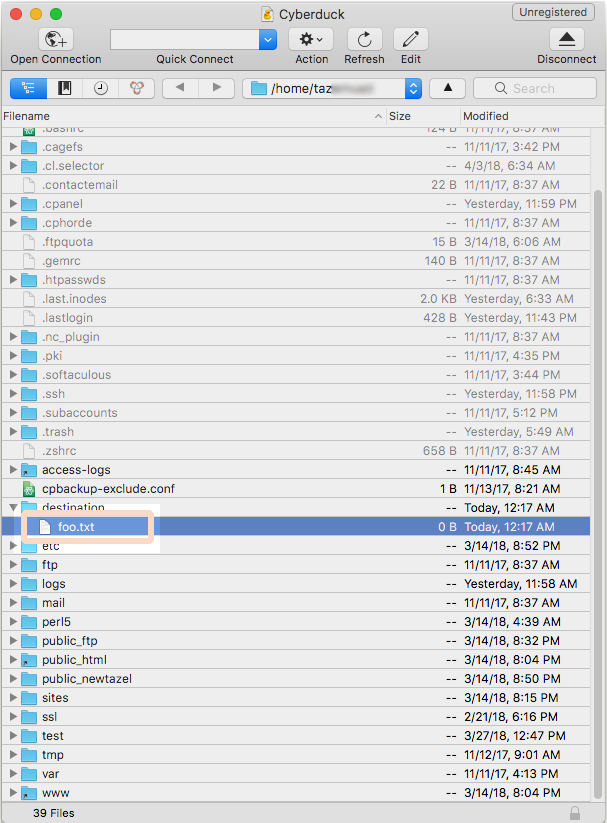 Cyberduck
Unregistered
Open Connection Quick Connect Action Refresh Edit Disconnect
/home/taz Search
Filename Size Modified
.bashrc 124 B 11/11/17, 8:37 AM
.cagefs -- 11/11/17, 3:42 PM
.cl.selector -- 4/3/18, 6:34 AM
.contactemail 22 B 11/11/17, 8:37 AM
.cpanel -- Yesterday, 11:59 PM
.cphorde -- 11/11/17, 8:37 AM
.ftpquota 15 B 3/14/18, 6:06 AM
.gemrc 140 B 11/11/17, 8:37 AM
.htpasswds -- 11/11/17, 8:37 AM
.last.inodes 2.0 KB Yesterday, 6:33 AM
.lastlogin 428 B Yesterday, 11:43 PM
.nc_plugin -- 11/11/17, 8:37 AM
.pki -- 11/11/17, 4:35 PM
.softaculous -- 11/11/17, 3:44 PM
.ssh -- Yesterday, 11:58 PM
.subaccounts -- 11/11/17, 5:12 PM
.trash -- Yesterday, 5:49 AM
.zshrc 658 B 11/11/17, 8:37 AM
access-logs -- 11/11/17, 8:45 AM
cpbackup-exclude.conf 1 B 11/13/17, 8:21 AM
destination -- Today, 12:17 AM
foo.txt 0 B Today, 12:17 AM
etc -- 3/14/18, 8:52 PM
ftp -- 11/11/17, 8:37 AM
logs -- Yesterday, 11:58 AM
mail -- 11/11/17, 8:37 AM
perl5 -- 3/14/18, 4:39 AM
public_ftp -- 3/14/18, 8:32 PM
public_html -- 3/14/18, 8:04 PM
public_newtazel -- 3/14/18, 8:50 PM
sites -- 3/14/18, 8:15 PM
ssl -- 2/21/18, 6:16 PM
test -- 3/27/18, 12:47 PM
tmp -- 11/12/17, 9:01 AM
var -- 11/11/17, 4:13 PM
www -- 3/14/18, 8:04 PM
39 Files